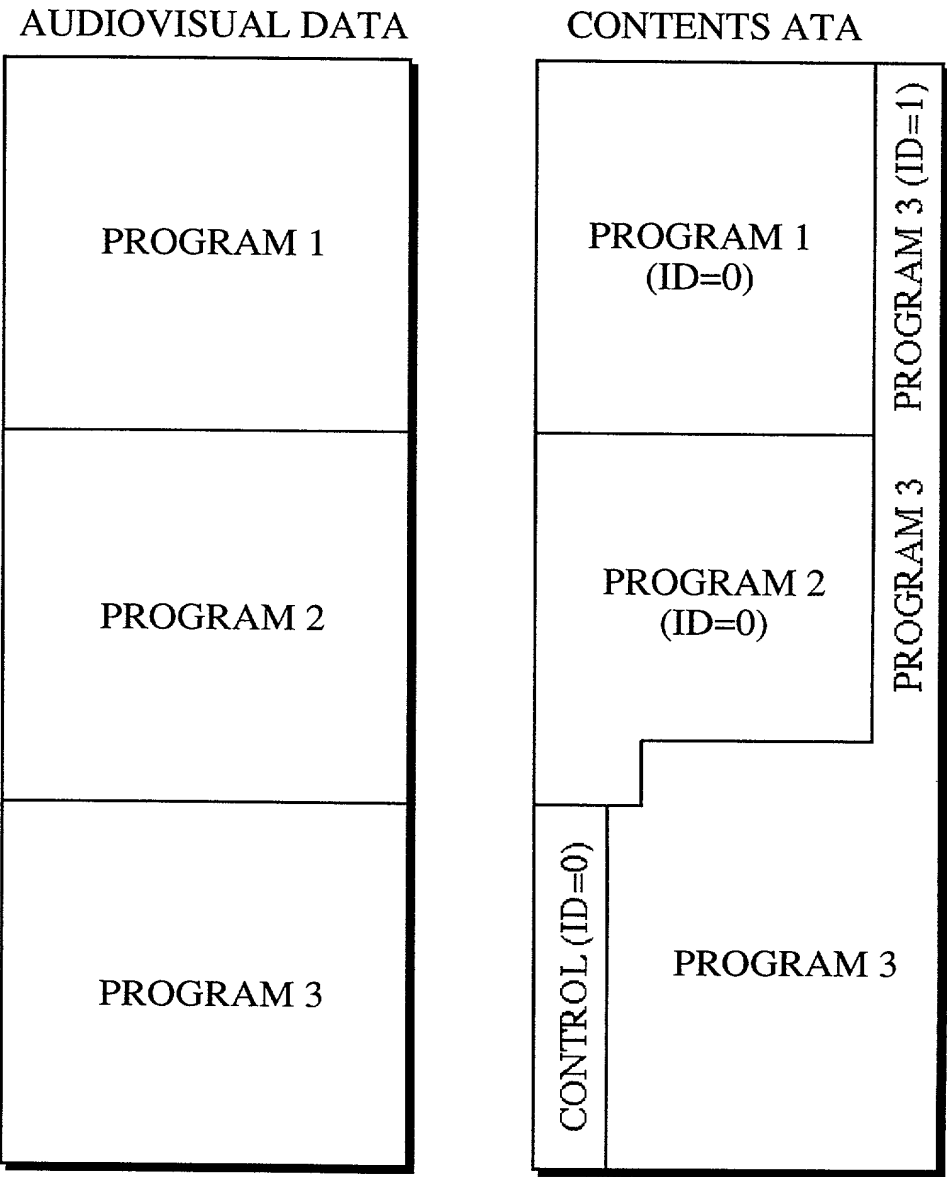 AUDIOVISUAL DATA
PROGRAM 1
PROGRAM 2
PROGRAM 3
CONTENTS ATA
PROGRAM 1
(ID=0)
PROGRAM 3 (ID=1)
PROGRAM 2
(ID=0)
PROGRAM 3
CONTROL (ID=0)
PROGRAM 3